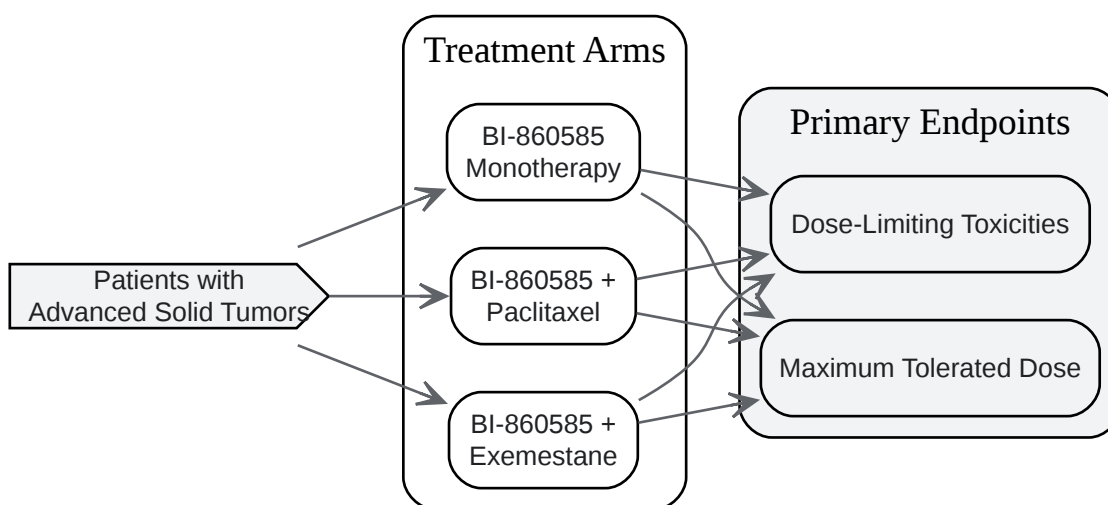 Treatment Arms
Primary Endpoints
BI-860585
Monotherapy
Dose-Limiting Toxicities
Patients with
Advanced Solid Tumors
BI-860585 +
Paclitaxel
Maximum Tolerated Dose
BI-860585 +
Exemestane